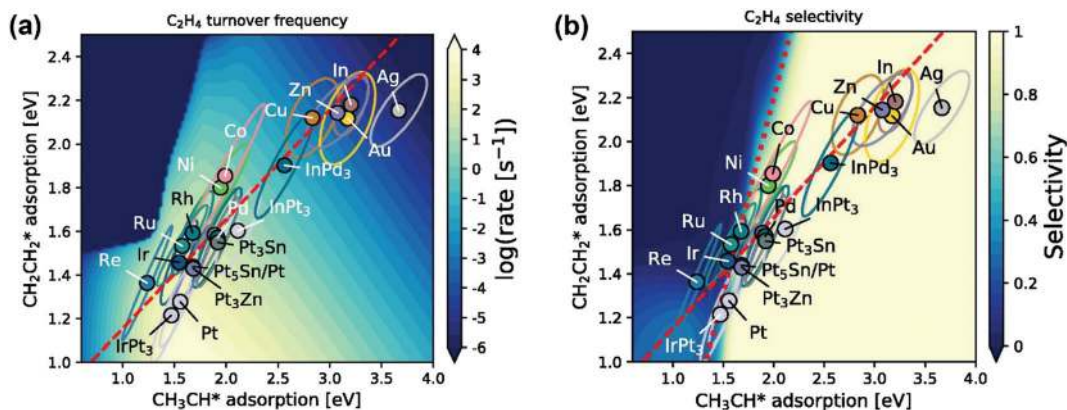 (a)
C₂H₄ turnover frequency
CH₃CH₂* adsorption [eV]
2.4
2.2
2.0
1.8
1.6
1.4
1.2
1.0
In
Ag
Zn
Cu
Co
Au
Ni
InPd₃
Rh
Pd
InPt₃
Ru
Pt₃Sn
Re
Ir
Pt₅Sn/Pt
Pt₃Zn
IrPt₃
Pt
1.0 1.5 2.0 2.5 3.0 3.5 4.0
CH₃CH* adsorption [eV]
4
3
2
1
0
-1
-2
-3
-4
-5
-6
log(rate [s⁻¹])
(b)
C₂H₄ selectivity
CH₂CH₂* adsorption [eV]
2.4
2.2
2.0
1.8
1.6
1.4
1.2
1.0
In
Ag
Zn
Cu
Co
Au
Ni
InPd₃
Rh
Pd
InPt₃
Ru
Pt₃Sn
Re
Ir
Pt₅Sn/Pt
Pt₃Zn
IrPt₃
Pt
1.0 1.5 2.0 2.5 3.0 3.5 4.0
CH₃CH* adsorption [eV]
1
0.8
0.6
0.4
0.2
0
Selectivity